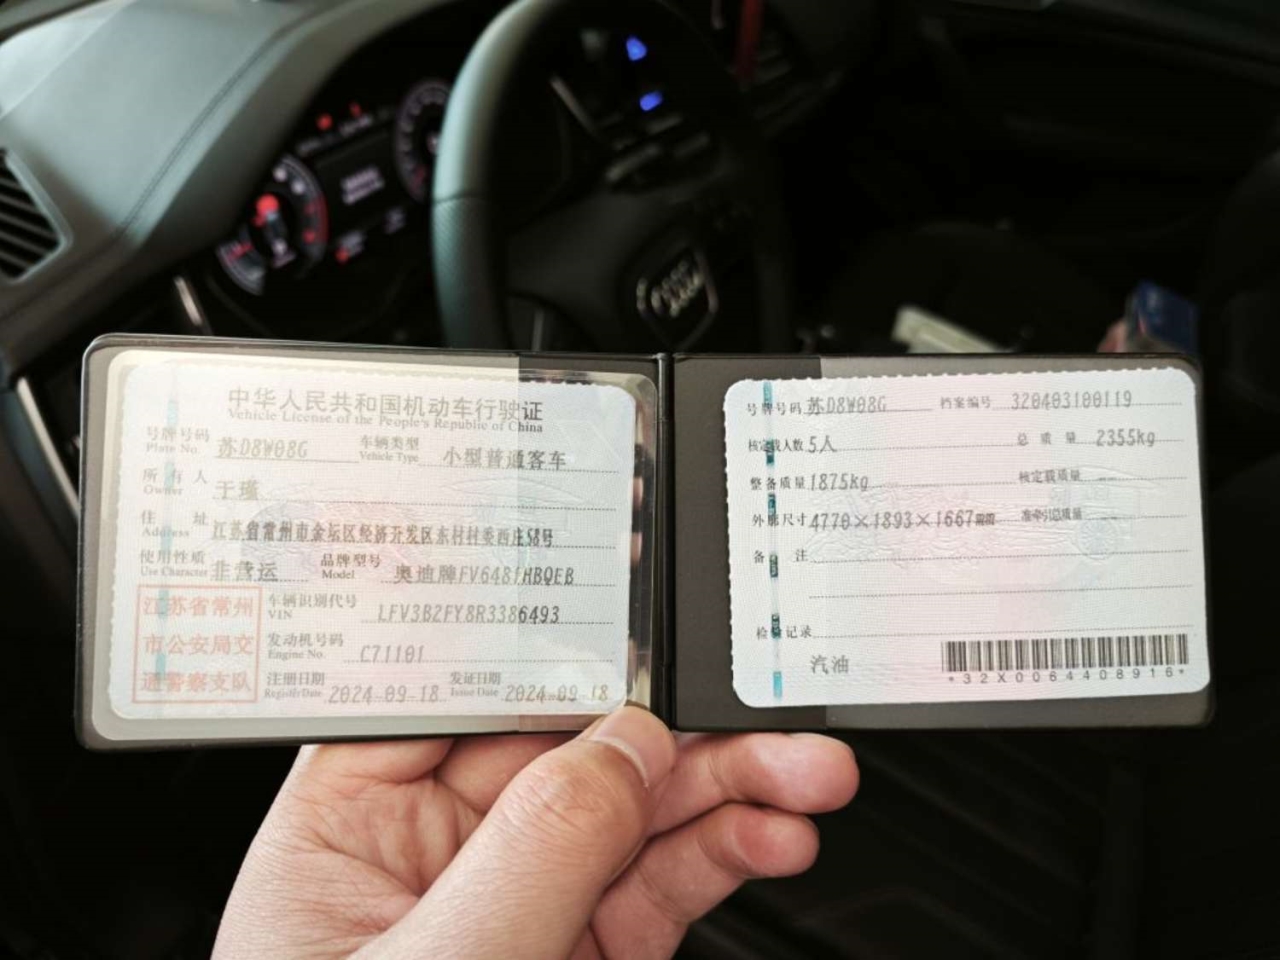 中华人民共和国机动车行驶证
Vehicle License of the People's Republic of China
号牌号码 苏D8W08G 车辆类型 小型普通客车
Plate No. Vehicle Type
所有人 于瑾
Owner
住址 江苏省常州市金坛区经济开发区东村村委西庄58号
Address
使用性质 非营运 品牌型号 奥迪牌FV6481HBQEB
Use Character Model
江苏省常州
市公安局交
通警察支队
车辆识别代号 LFV3B2FY8R3386493
VIN
发动机号码 C71101
Engine No.
注册日期 2024-09-18 发证日期 2024-09-18
Register Date Issue Date
号牌号码 苏D8W08G 档案编号 320403100119
核定载人数 5人 总质量 2355kg
整备质量 1875kg 核定载质量 --
外廓尺寸 4770×1893×1667mm 准牵引总质量
备注
检验记录
汽油
*32X0064408916*